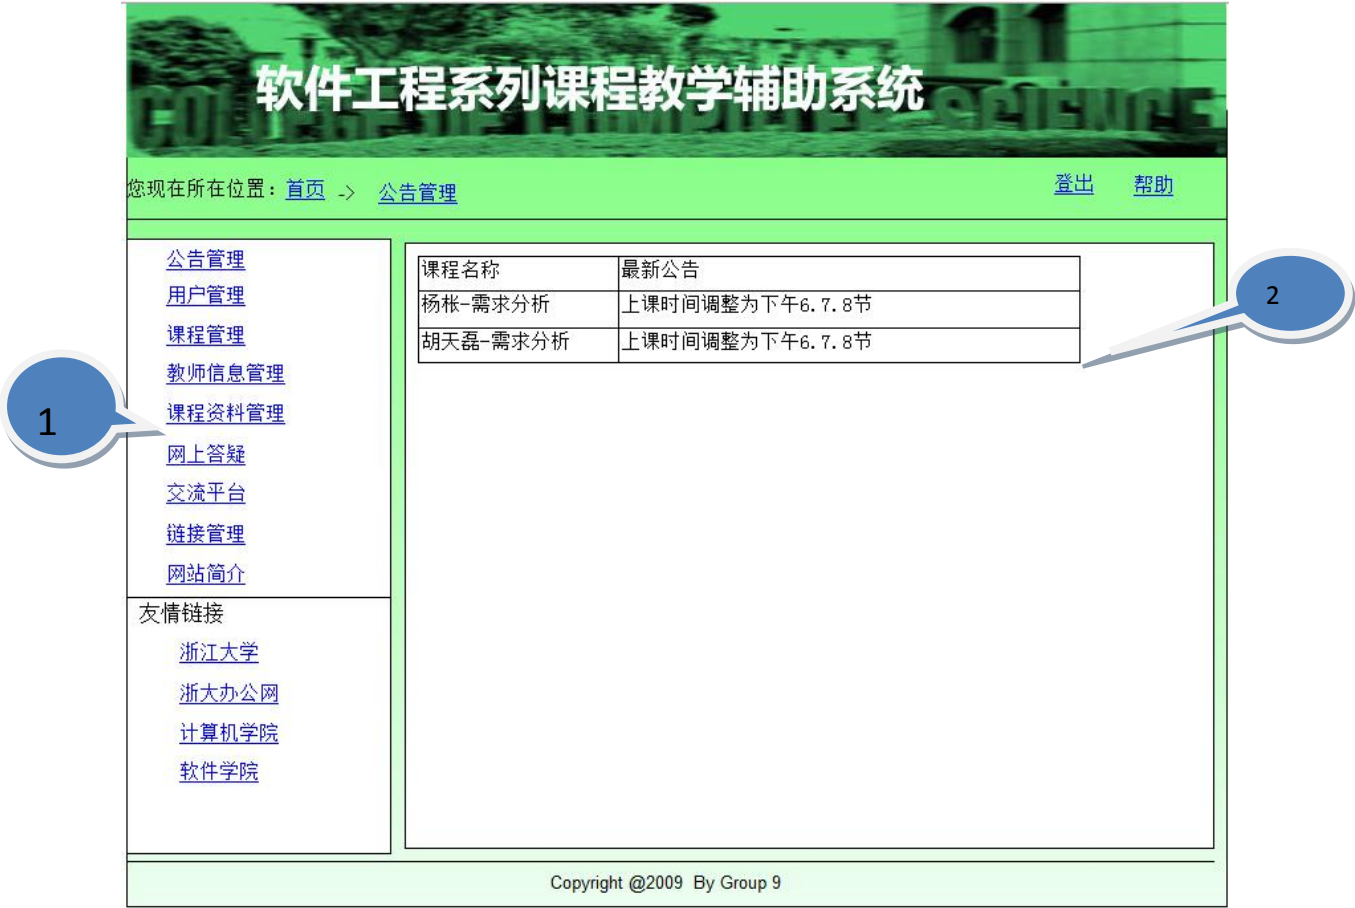 软件工程系列课程教学辅助系统
COLLEGE OF COMPUTER SCIENCE
您现在所在位置：首页 -> 公告管理
登出 帮助
公告管理
用户管理
课程管理
教师信息管理
课程资料管理
网上答疑
交流平台
链接管理
网站简介
友情链接
浙江大学
浙大办公网
计算机学院
软件学院
课程名称 最新公告
杨枨-需求分析 上课时间调整为下午6.7.8节
胡天磊-需求分析 上课时间调整为下午6.7.8节
1
2
Copyright @2009 By Group 9